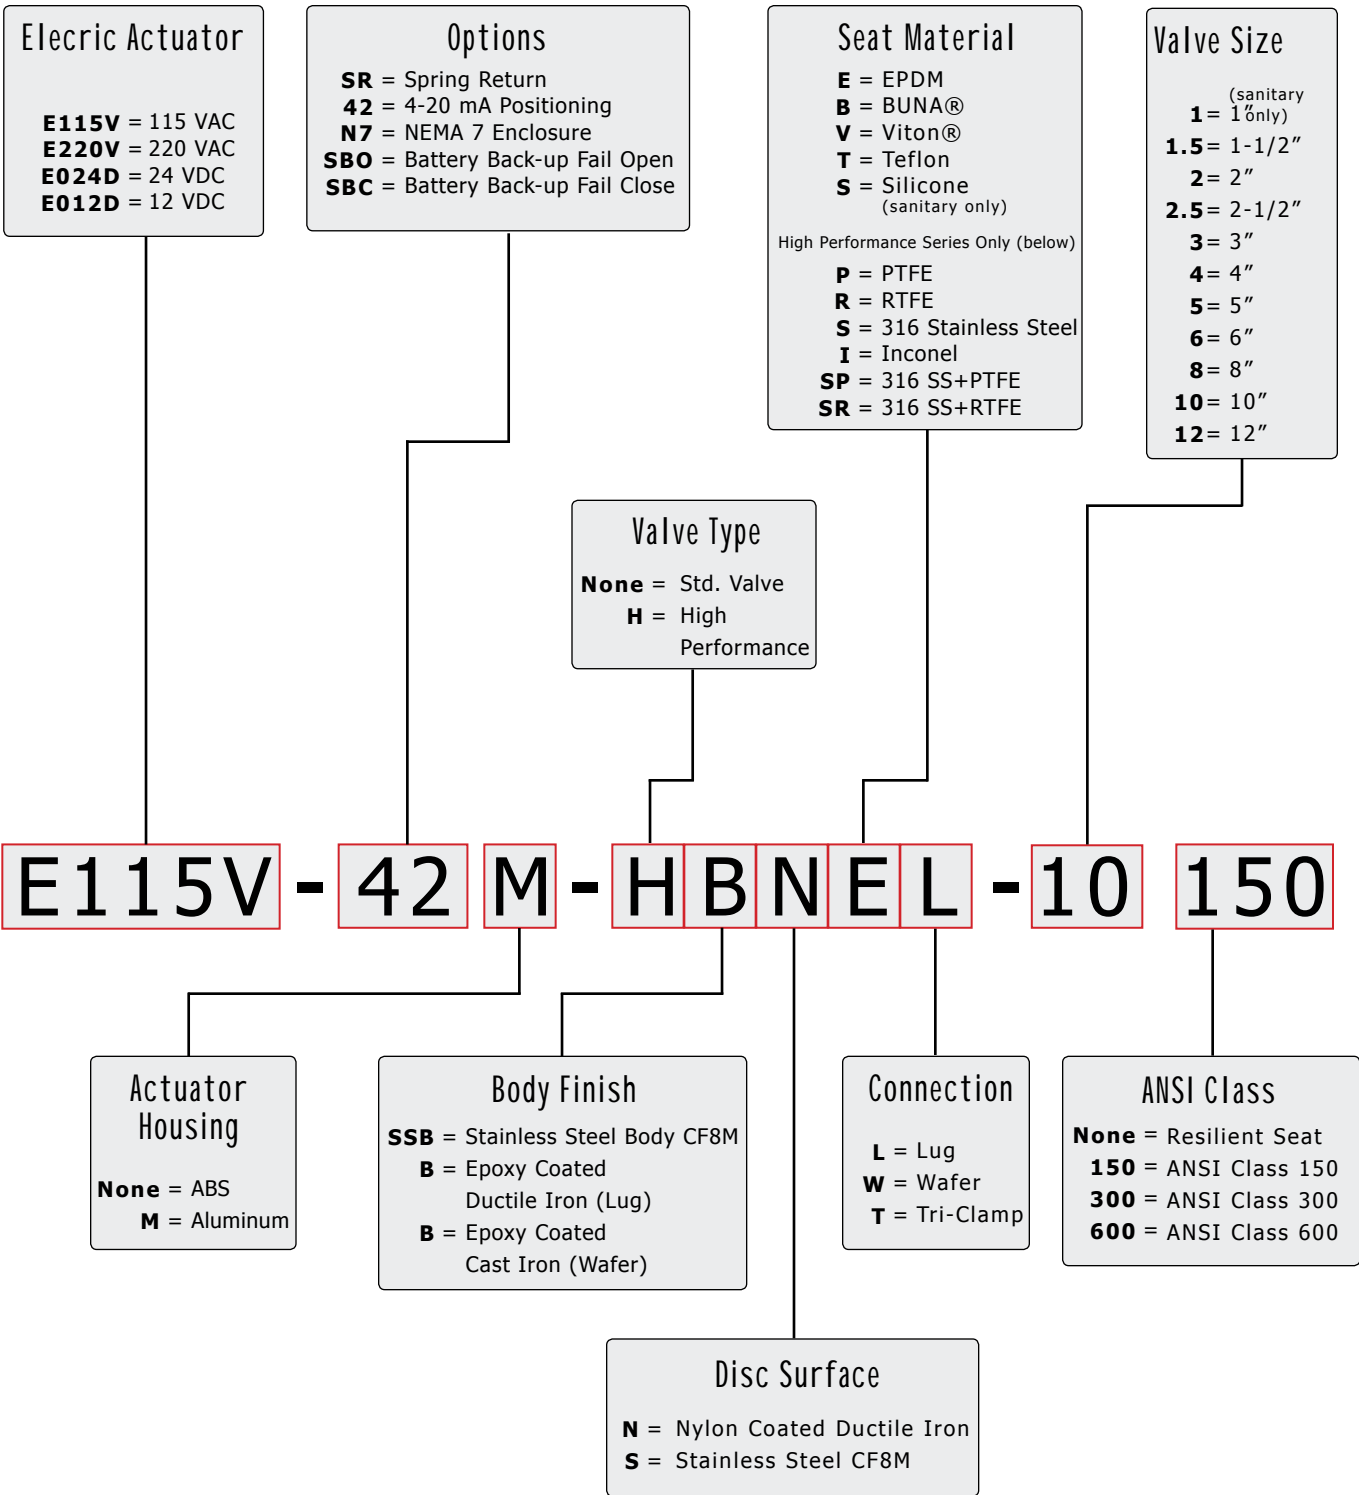 Elecric Actuator
E115V = 115 VAC
E220V = 220 VAC
E024D = 24 VDC
E012D = 12 VDC
Options
SR = Spring Return
42 = 4-20 mA Positioning
N7 = NEMA 7 Enclosure
SBO = Battery Back-up Fail Open
SBC = Battery Back-up Fail Close
Seat Material
E = EPDM
B = BUNA®
V = Viton®
T = Teflon
S = Silicone
(sanitary only)
High Performance Series Only (below)
P = PTFE
R = RTFE
S = 316 Stainless Steel
I = Inconel
SP = 316 SS+PTFE
SR = 316 SS+RTFE
Valve Size
1= 1″ (sanitary only)
1.5= 1-1/2″
2= 2″
2.5= 2-1/2″
3= 3″
4= 4″
5= 5″
6= 6″
8= 8″
10= 10″
12= 12″
Valve Type
None = Std. Valve
H = High
Performance
E115V - 42 M - H B N E L - 10 150
Actuator
Housing
None = ABS
M = Aluminum
Body Finish
SSB = Stainless Steel Body CF8M
B = Epoxy Coated
Ductile Iron (Lug)
B = Epoxy Coated
Cast Iron (Wafer)
Connection
L = Lug
W = Wafer
T = Tri-Clamp
ANSI Class
None = Resilient Seat
150 = ANSI Class 150
300 = ANSI Class 300
600 = ANSI Class 600
Disc Surface
N = Nylon Coated Ductile Iron
S = Stainless Steel CF8M